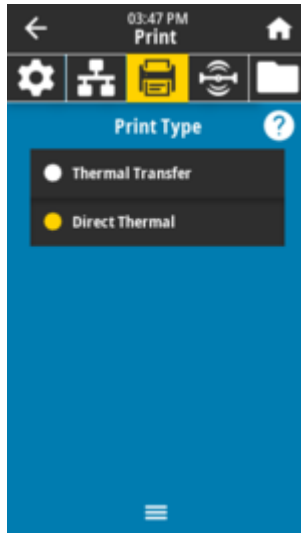 03:47 PM
Print
Print Type
?
Thermal Transfer
Direct Thermal